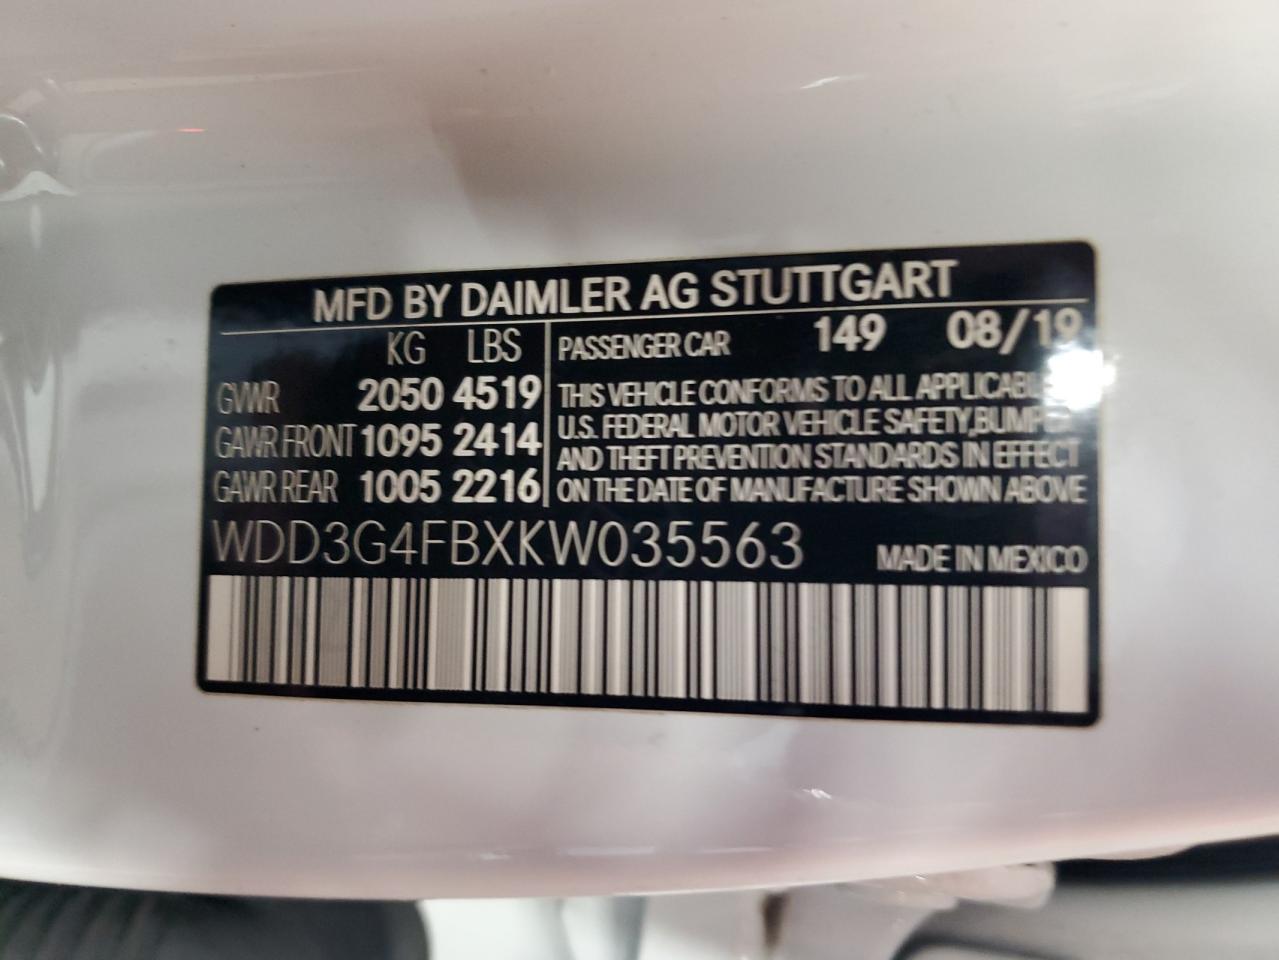 MFD BY DAIMLER AG STUTTGART
KG LBS
GVWR 2050 4519
GAWR FRONT 1095 2414
GAWR REAR 1005 2216
PASSENGER CAR 149 08/19
THIS VEHICLE CONFORMS TO ALL APPLICABLE
U.S. FEDERAL MOTOR VEHICLE SAFETY,BUMPER
AND THEFT PREVENTION STANDARDS IN EFFECT
ON THE DATE OF MANUFACTURE SHOWN ABOVE
WDD3G4FBXKW035563 MADE IN MEXICO